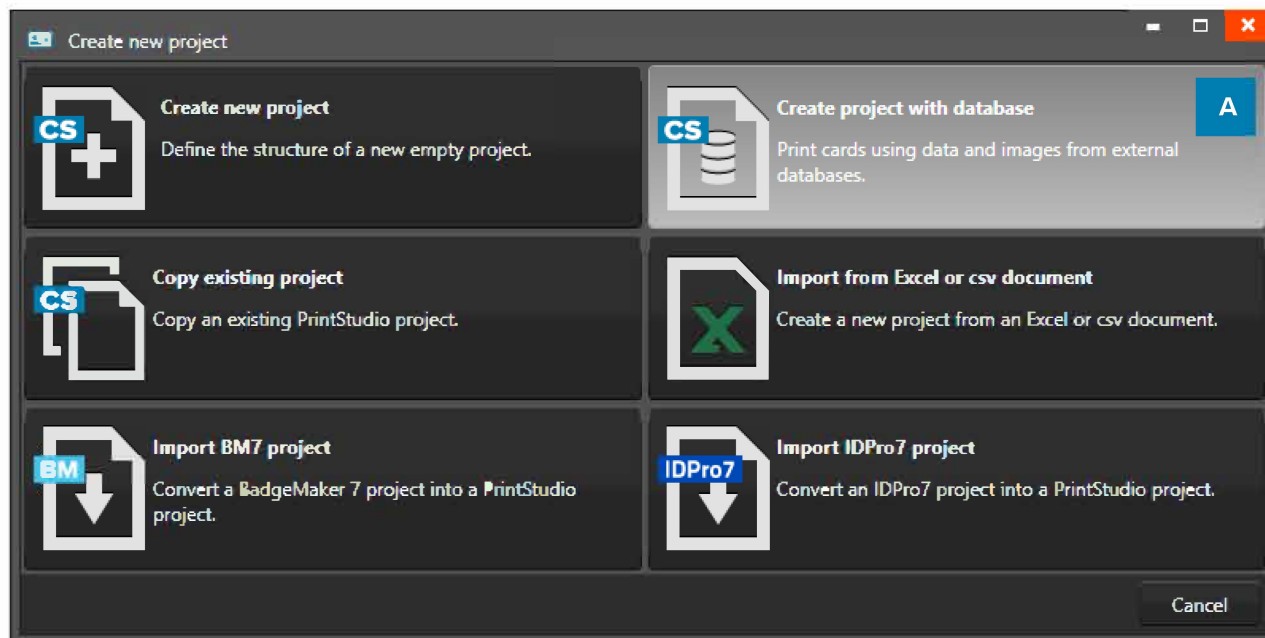 Create new project
CS
Create new project
Define the structure of a new empty project.
CS
Create project with database
A
Print cards using data and images from external
databases.
CS
Copy existing project
Copy an existing PrintStudio project.
X
Import from Excel or csv document
Create a new project from an Excel or csv document.
BM
Import BM7 project
Convert a BadgeMaker 7 project into a PrintStudio
project.
IDPro7
Import IDPro7 project
Convert an IDPro7 project into a PrintStudio project.
Cancel